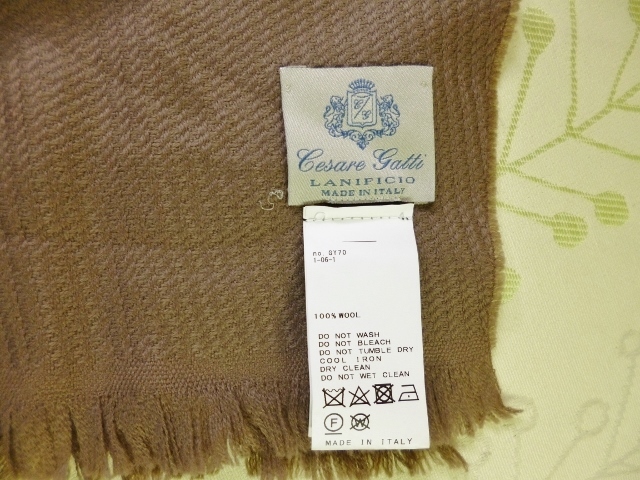 Cesare Gatti
LANIFICIO
MADE IN ITALY
no. SY70
1-06-1
100% WOOL
DO NOT WASH
DO NOT BLEACH
DO NOT TUMBLE DRY
COOL IRON
DRY CLEAN
DO NOT WET CLEAN
F W
MADE IN ITALY